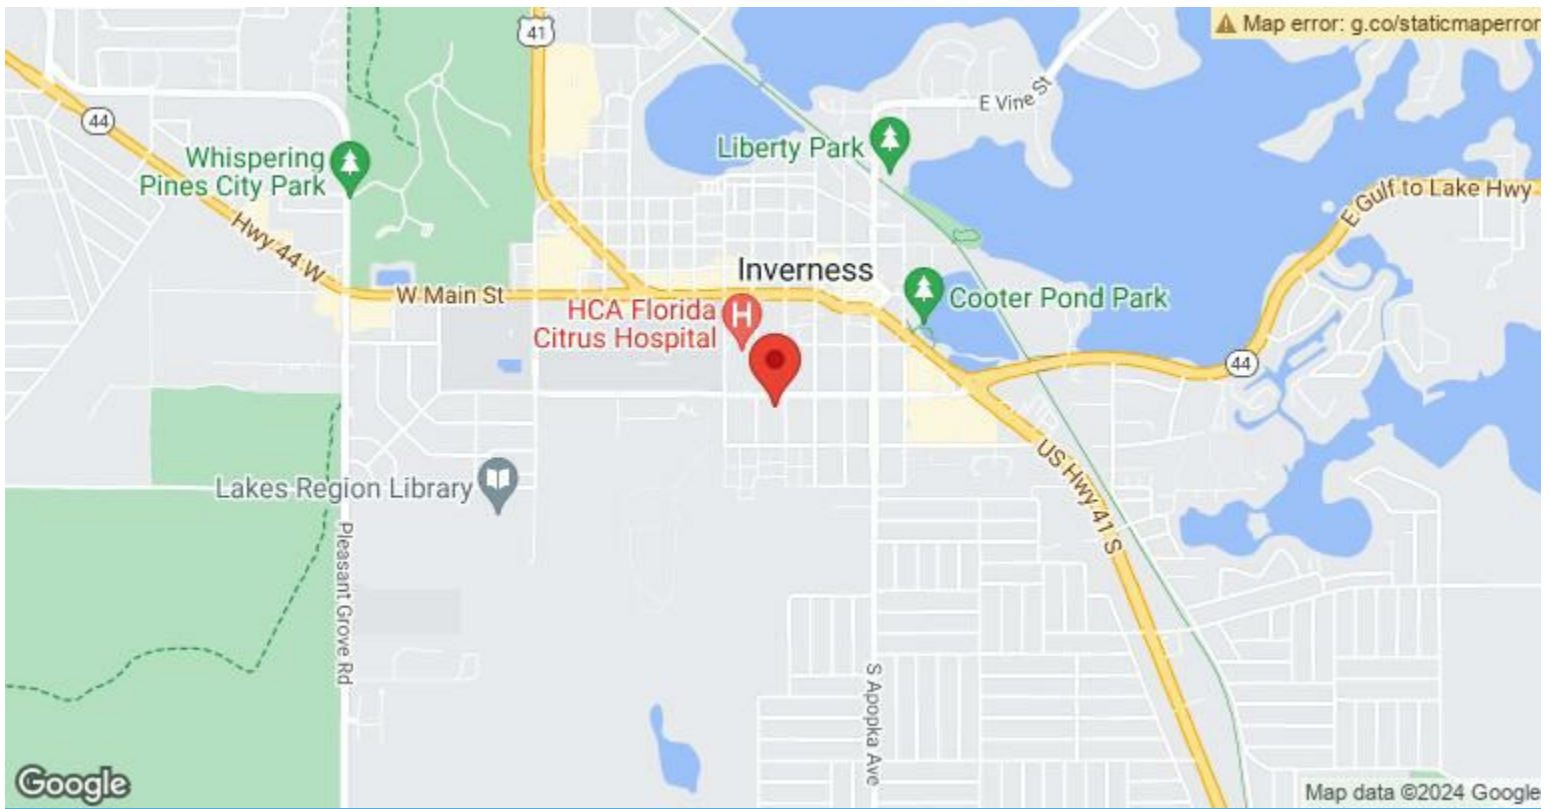 Map error: g.co/staticmaperror
41
E Vine St
44
Whispering
Pines City Park
Liberty Park
E Gulf to Lake Hwy
Hwy 44 W
Inverness
W Main St
Cooter Pond Park
HCA Florida
Citrus Hospital
H
44
US Hwy 41 S
Lakes Region Library
Pleasant Grove Rd
S Apopka Ave
Google
Map data ©2024 Google